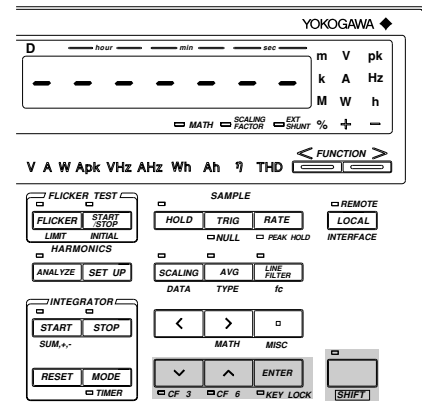 YOKOGAWA ◆
D hour min sec m V pk
k A Hz
M W h
MATH SCALING FACTOR EXT SHUNT % + −
V A W Apk VHz AHz Wh Ah η THD < FUNCTION >
FLICKER TEST SAMPLE REMOTE
FLICKER START /STOP HOLD TRIG RATE LOCAL
LIMIT INITIAL NULL PEAK HOLD INTERFACE
HARMONICS
ANALYZE SET UP SCALING AVG LINE FILTER
DATA TYPE fc
INTEGRATOR
START STOP < >
SUM,+,- MATH MISC
RESET MODE ENTER
TIMER CF 3 CF 6 KEY LOCK SHIFT